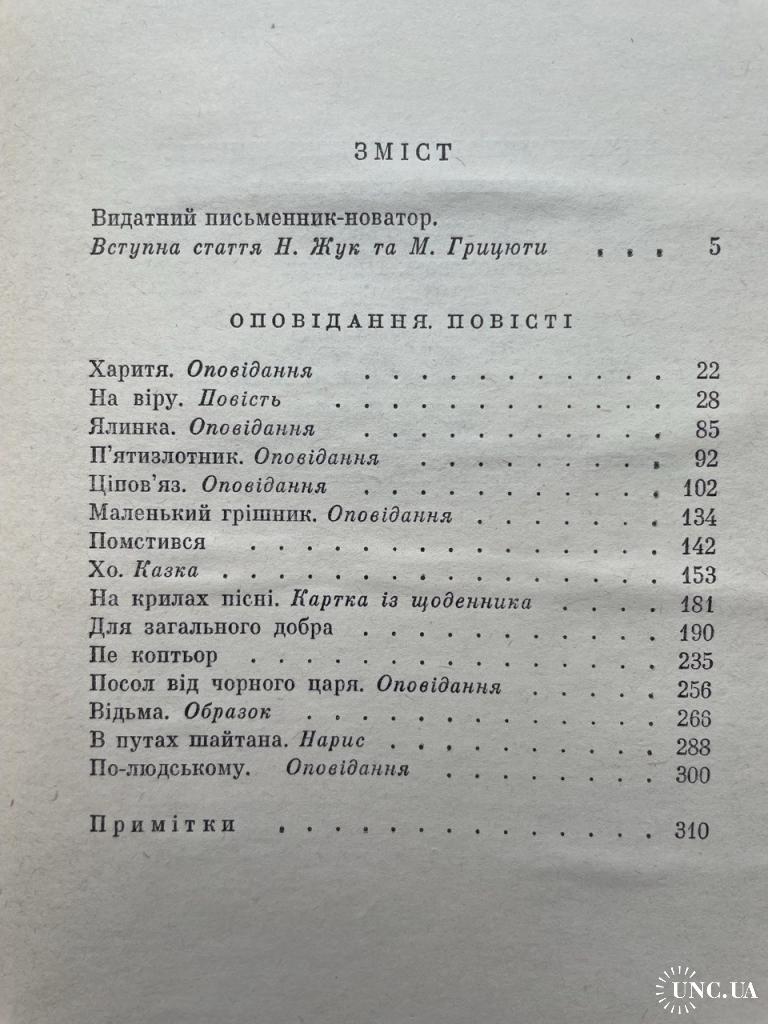 ЗМІСТ
Видатний письменник-новатор.
Вступна стаття Н. Жук та М. Грицюти . . . 5
ОПОВІДАННЯ. ПОВІСТІ
Харитя. Оповідання . . . . . . . . . . . 22
На віру. Повість . . . . . . . . . . . . 28
Ялинка. Оповідання . . . . . . . . . . . 85
П'ятизлотник. Оповідання . . . . . . . . . 92
Ціпов'яз. Оповідання . . . . . . . . . . . 102
Маленький грішник. Оповідання . . . . . . . 134
Помстився . . . . . . . . . . . . . . . 142
Хо. Казка . . . . . . . . . . . . . . . . 153
На крилах пісні. Картка із щоденника . . . . 181
Для загального добра . . . . . . . . . . . 190
Пе коптьор . . . . . . . . . . . . . . . 235
Посол від чорного царя. Оповідання . . . . . 256
Відьма. Образок . . . . . . . . . . . . . 266
В путах шайтана. Нарис . . . . . . . . . . 288
По-людському. Оповідання . . . . . . . . 300
Примітки . . . . . . . . . . . . . . 310
UNC.UA